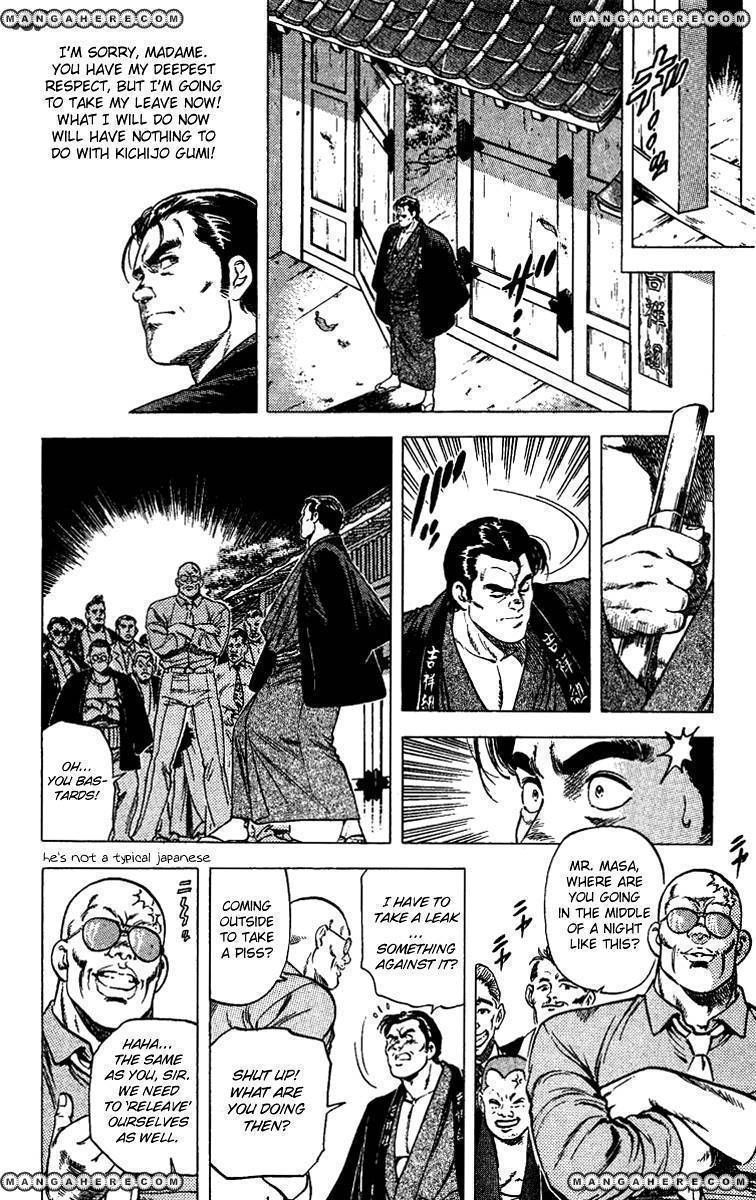 MANGAHERE.COM
MANGAHERE.COM
I'M SORRY, MADAME.
YOU HAVE MY DEEPEST
RESPECT, BUT I'M GOING
TO TAKE MY LEAVE NOW!
WHAT I WILL DO NOW
WILL HAVE NOTHING TO
DO WITH KICHIJO GUMI!
吉祥組
OH...
YOU BAS-
TARDS!
MR. MASA,
WHERE ARE
YOU GOING
IN THE MIDDLE
OF A NIGHT
LIKE THIS?
I HAVE TO
TAKE A LEAK
...
SOMETHING
AGAINST IT?
COMING
OUTSIDE
TO TAKE
A PISS?
SHUT UP!
WHAT ARE
YOU DOING
THEN?
he's not a typical japanese
HAHA...
THE SAME
AS YOU, SIR.
WE NEED
TO 'RELEAVE'
OURSELVES
AS WELL.
MANGAHERE.COM
MANGAHERE.COM